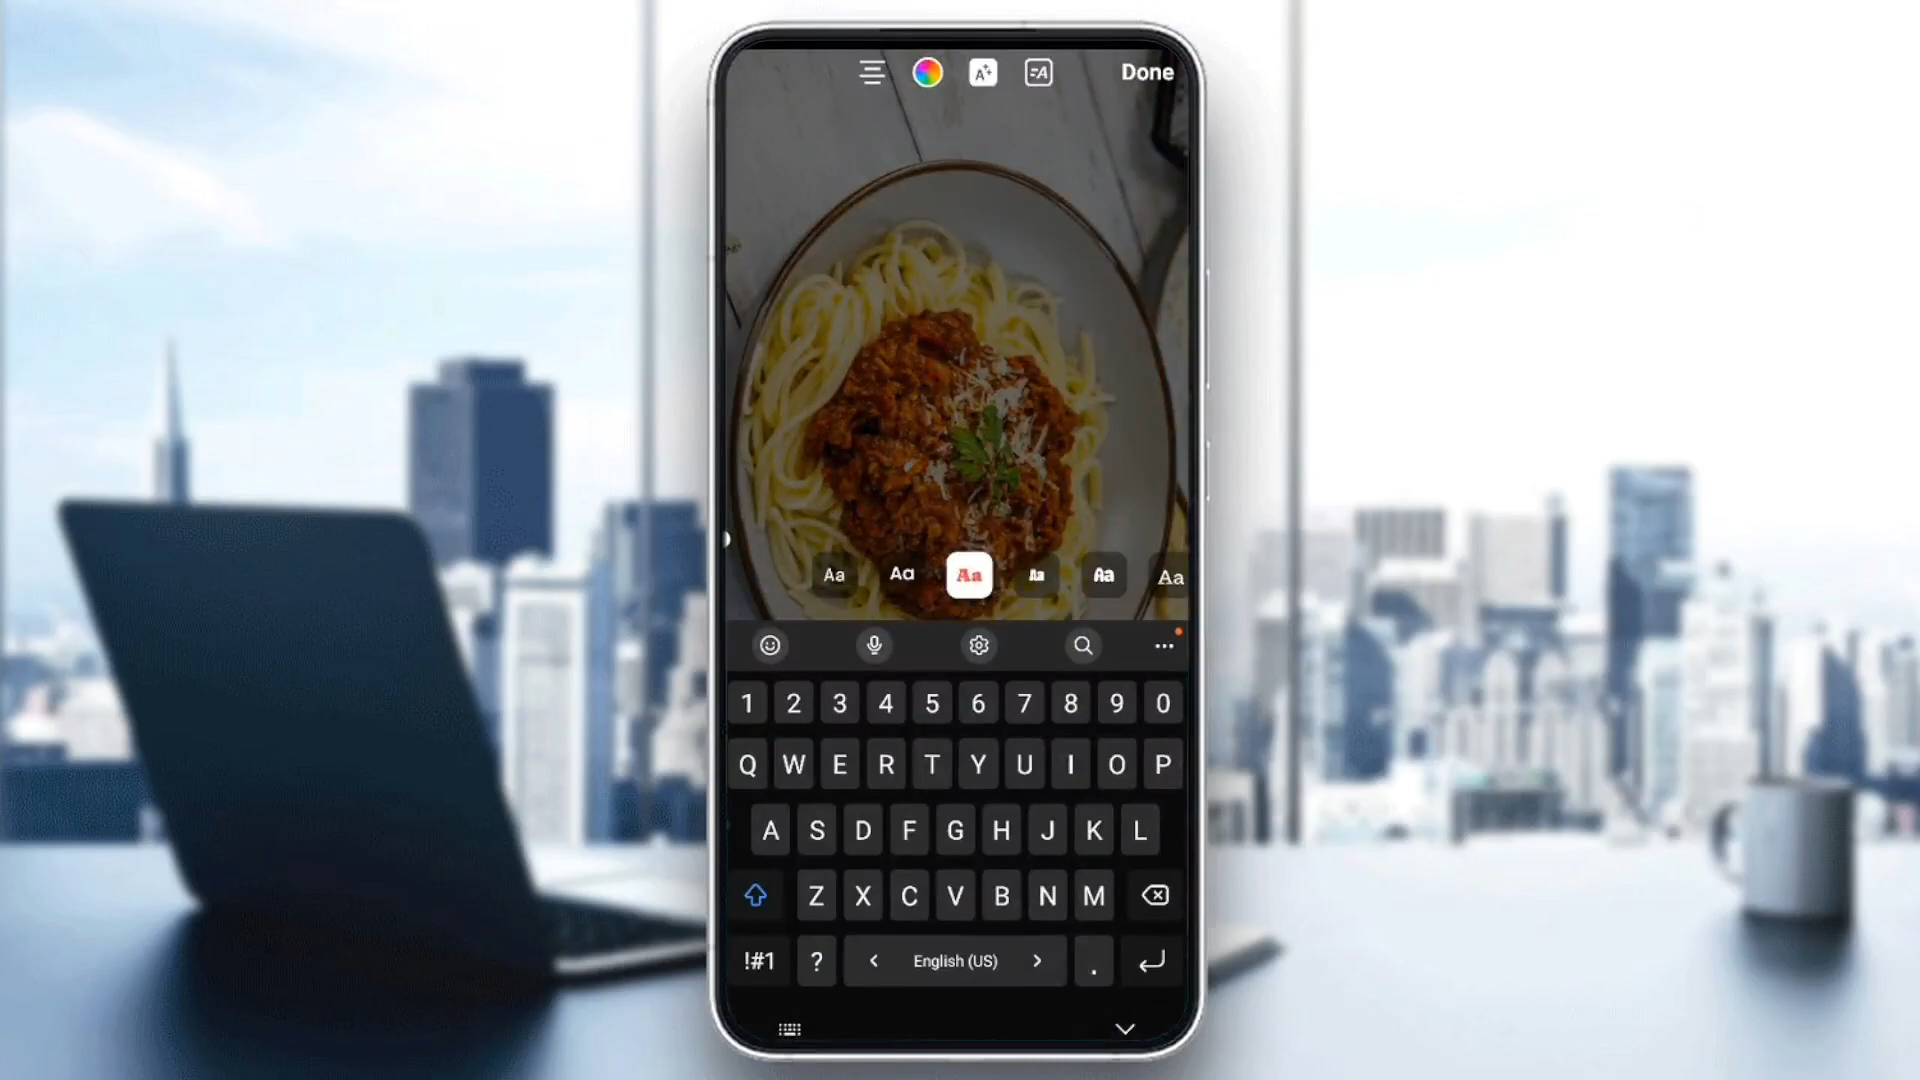 A+ =A Done
Aa Aa Aa Aa Aa Aa
1 2 3 4 5 6 7 8 9 0
Q W E R T Y U I O P
A S D F G H J K L
Z X C V B N M
!#1 ? < English (US) > .